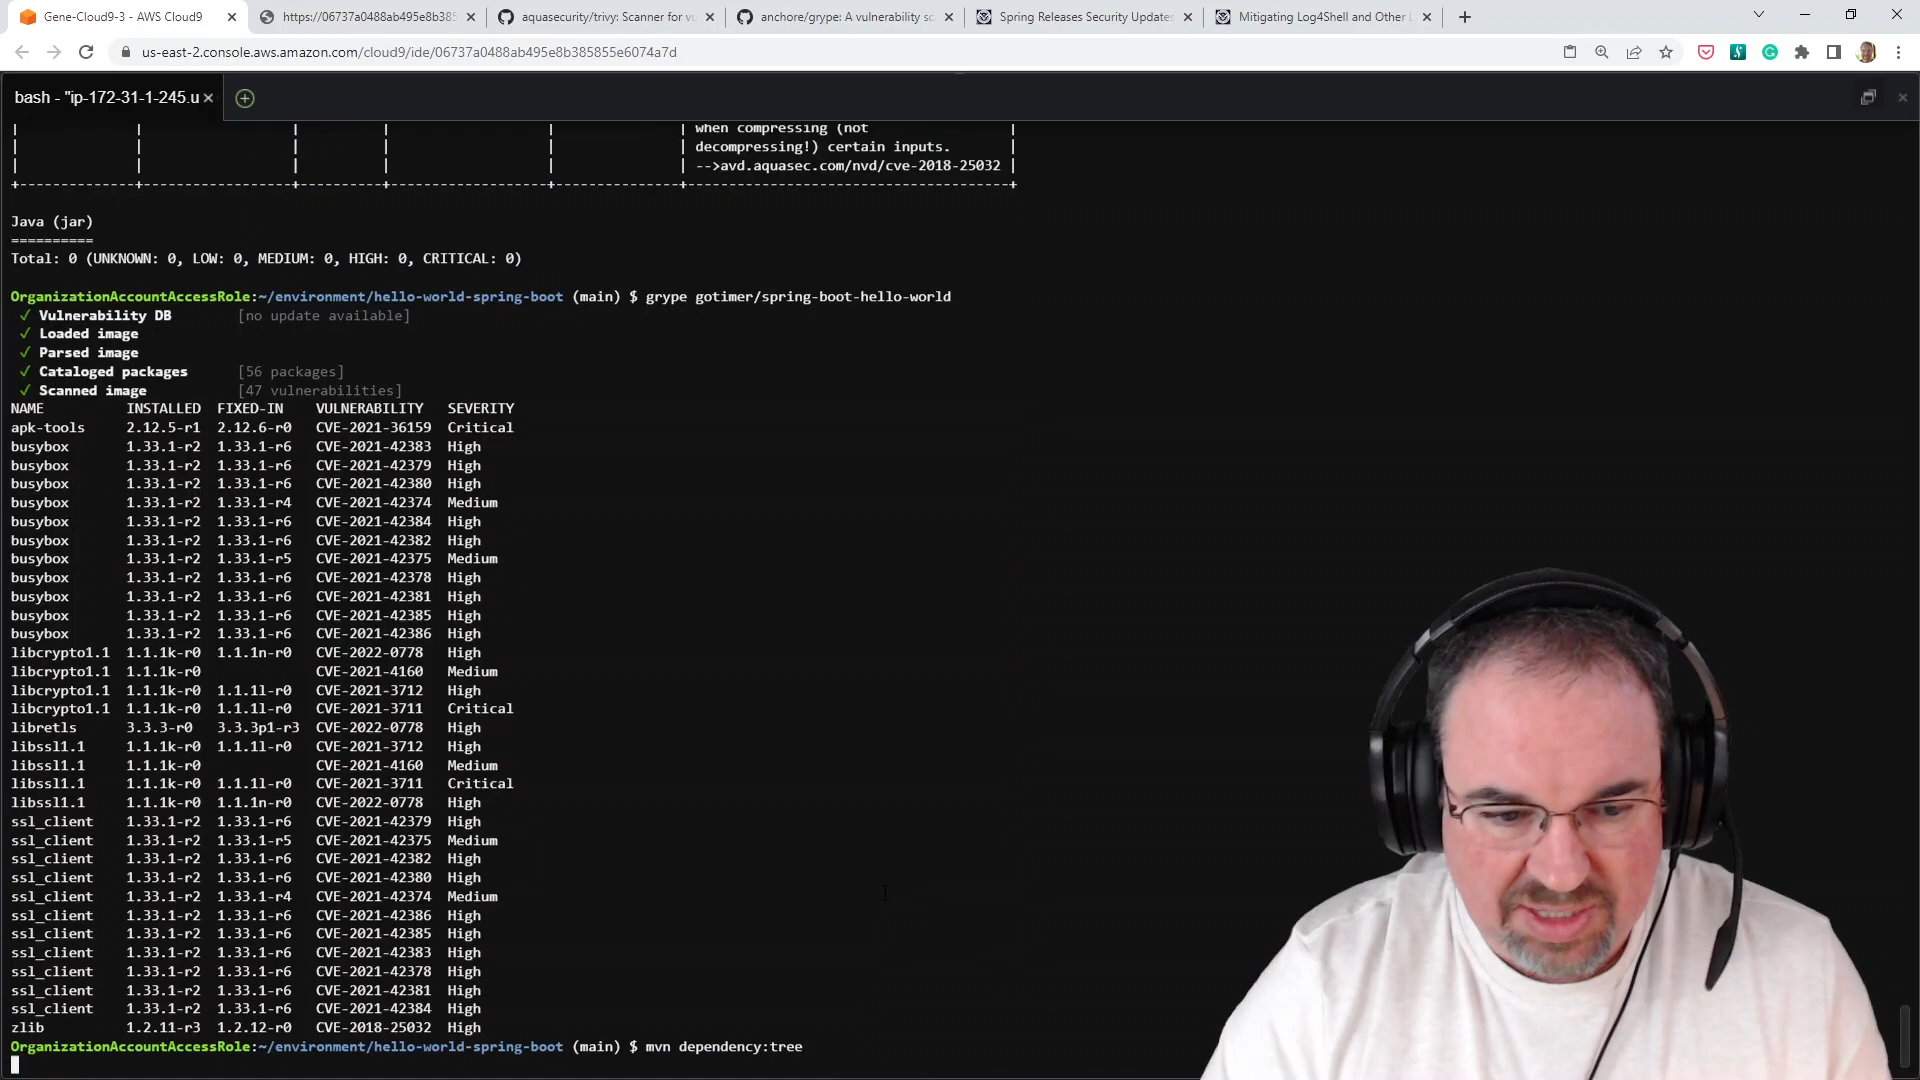 Gene-Cloud9-3 - AWS Cloud9
https://06737a0488ab495e8b385
aquasecurity/trivy: Scanner for vu
anchore/grype: A vulnerability sc
Spring Releases Security Updates
Mitigating Log4Shell and Other L
us-east-2.console.aws.amazon.com/cloud9/ide/06737a0488ab495e8b385855e6074a7d
bash - "ip-172-31-1-245.u
| | | | | | when compressing (not |
| | | | | | decompressing!) certain inputs. |
| | | | | | -->avd.aquasec.com/nvd/cve-2018-25032 |
+---------------+-------------------+----------+-------------------+---------------+---------------------------------------+
Java (jar)
==========
Total: 0 (UNKNOWN: 0, LOW: 0, MEDIUM: 0, HIGH: 0, CRITICAL: 0)
OrganizationAccountAccessRole:~/environment/hello-world-spring-boot (main) $ grype gotimer/spring-boot-hello-world
✓ Vulnerability DB [no update available]
✓ Loaded image
✓ Parsed image
✓ Cataloged packages [56 packages]
✓ Scanned image [47 vulnerabilities]
NAME INSTALLED FIXED-IN VULNERABILITY SEVERITY
apk-tools 2.12.5-r1 2.12.6-r0 CVE-2021-36159 Critical
busybox 1.33.1-r2 1.33.1-r6 CVE-2021-42383 High
busybox 1.33.1-r2 1.33.1-r6 CVE-2021-42379 High
busybox 1.33.1-r2 1.33.1-r6 CVE-2021-42380 High
busybox 1.33.1-r2 1.33.1-r4 CVE-2021-42374 Medium
busybox 1.33.1-r2 1.33.1-r6 CVE-2021-42384 High
busybox 1.33.1-r2 1.33.1-r6 CVE-2021-42382 High
busybox 1.33.1-r2 1.33.1-r5 CVE-2021-42375 Medium
busybox 1.33.1-r2 1.33.1-r6 CVE-2021-42378 High
busybox 1.33.1-r2 1.33.1-r6 CVE-2021-42381 High
busybox 1.33.1-r2 1.33.1-r6 CVE-2021-42385 High
busybox 1.33.1-r2 1.33.1-r6 CVE-2021-42386 High
libcrypto1.1 1.1.1k-r0 1.1.1n-r0 CVE-2022-0778 High
libcrypto1.1 1.1.1k-r0 CVE-2021-4160 Medium
libcrypto1.1 1.1.1k-r0 1.1.1l-r0 CVE-2021-3712 High
libcrypto1.1 1.1.1k-r0 1.1.1l-r0 CVE-2021-3711 Critical
libretls 3.3.3-r0 3.3.3p1-r3 CVE-2022-0778 High
libssl1.1 1.1.1k-r0 1.1.1l-r0 CVE-2021-3712 High
libssl1.1 1.1.1k-r0 CVE-2021-4160 Medium
libssl1.1 1.1.1k-r0 1.1.1l-r0 CVE-2021-3711 Critical
libssl1.1 1.1.1k-r0 1.1.1n-r0 CVE-2022-0778 High
ssl_client 1.33.1-r2 1.33.1-r6 CVE-2021-42379 High
ssl_client 1.33.1-r2 1.33.1-r5 CVE-2021-42375 Medium
ssl_client 1.33.1-r2 1.33.1-r6 CVE-2021-42382 High
ssl_client 1.33.1-r2 1.33.1-r6 CVE-2021-42380 High
ssl_client 1.33.1-r2 1.33.1-r4 CVE-2021-42374 Medium
ssl_client 1.33.1-r2 1.33.1-r6 CVE-2021-42386 High
ssl_client 1.33.1-r2 1.33.1-r6 CVE-2021-42385 High
ssl_client 1.33.1-r2 1.33.1-r6 CVE-2021-42383 High
ssl_client 1.33.1-r2 1.33.1-r6 CVE-2021-42378 High
ssl_client 1.33.1-r2 1.33.1-r6 CVE-2021-42381 High
ssl_client 1.33.1-r2 1.33.1-r6 CVE-2021-42384 High
zlib 1.2.11-r3 1.2.12-r0 CVE-2018-25032 High
OrganizationAccountAccessRole:~/environment/hello-world-spring-boot (main) $ mvn dependency:tree